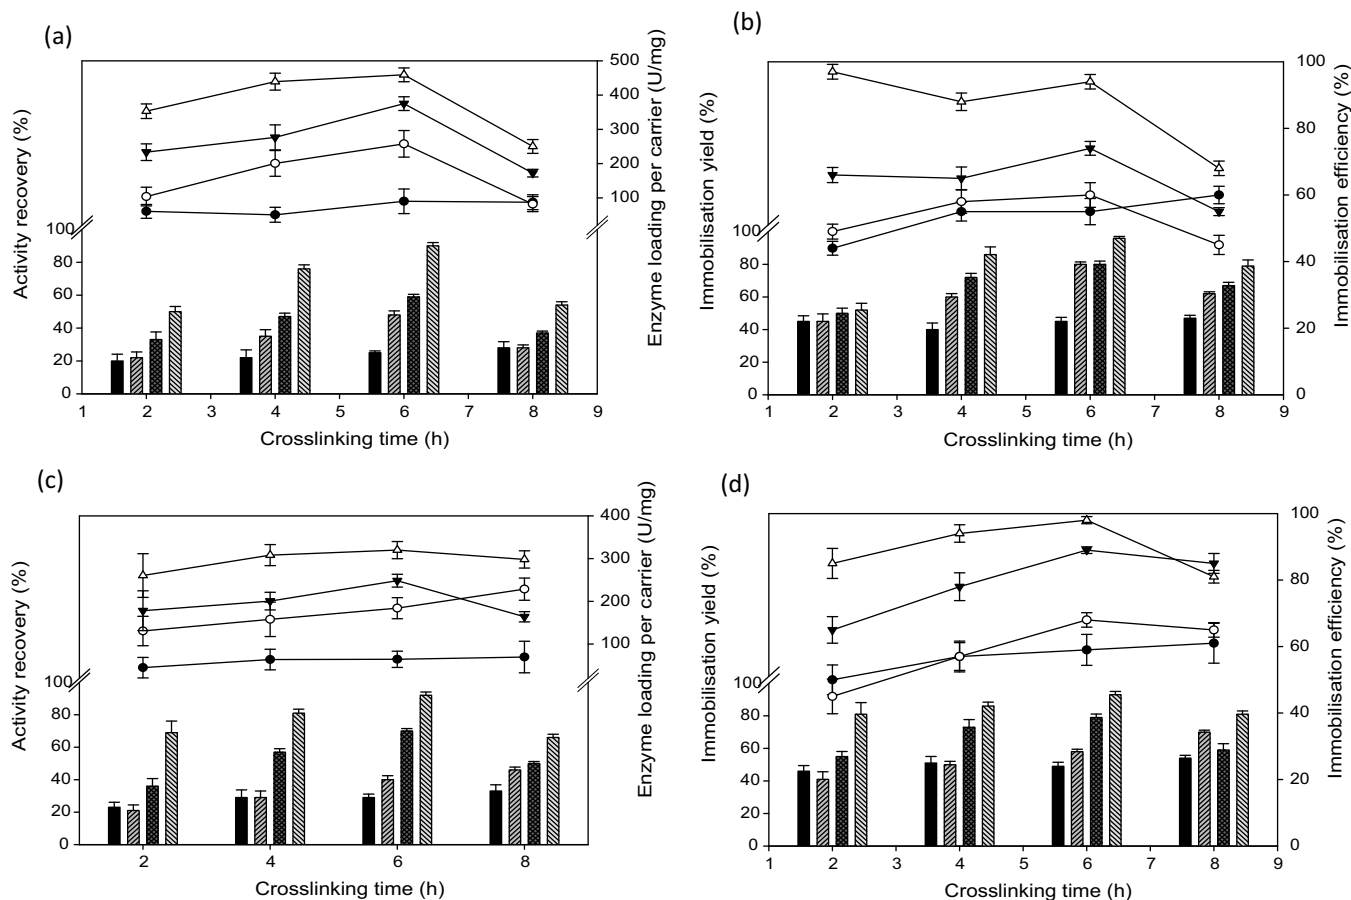 (a)
Activity recovery (%)
100
80
60
40
20
0
500
400
300
200
100
Enzyme loading per carrier (U/mg)
1 2 3 4 5 6 7 8 9
Crosslinking time (h)
(b)
Immobilisation yield (%)
100
80
60
40
20
0
100
80
60
40
20
0
Immobilisation efficiency (%)
1 2 3 4 5 6 7 8 9
Crosslinking time (h)
(c)
Activity recovery (%)
100
80
60
40
20
0
400
300
200
100
Enzyme loading per carrier (U/mg)
2 4 6 8
Crosslinking time (h)
(d)
Immobilisation yield (%)
100
80
60
40
20
0
100
80
60
40
20
0
Immobilisation efficiency (%)
1 2 3 4 5 6 7 8 9
Crosslinking time (h)